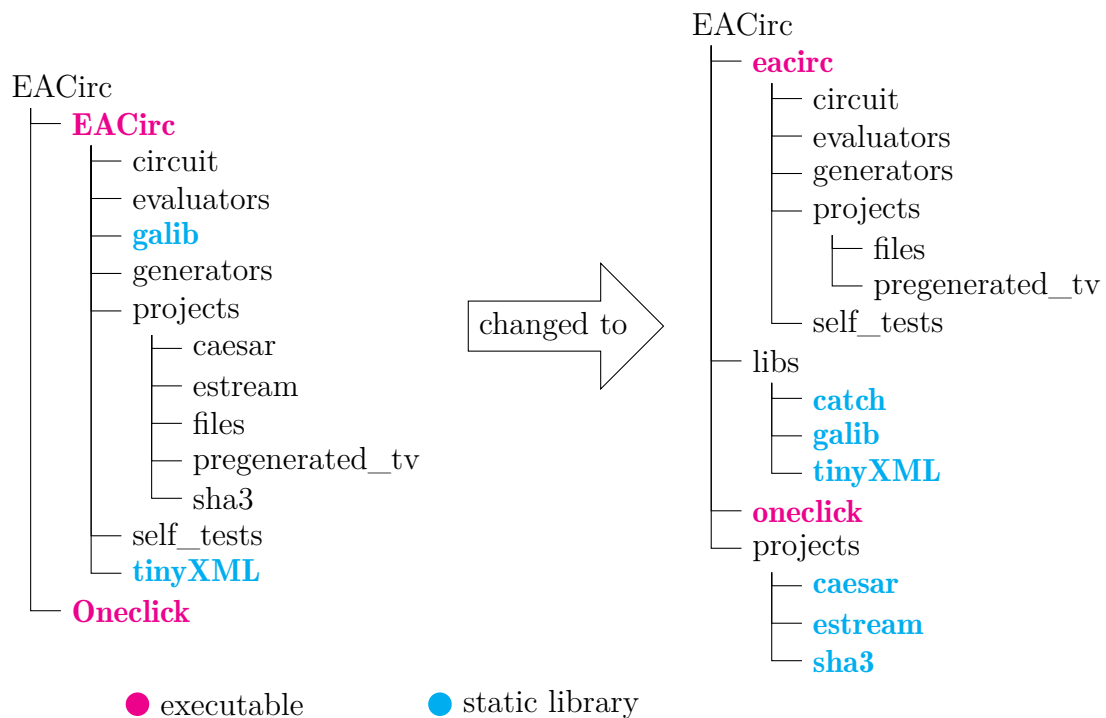 EACirc
EACirc
circuit
evaluators
galib
generators
projects
caesar
estream
files
pregenerated_tv
sha3
self_tests
tinyXML
Oneclick
changed to
EACirc
eacirc
circuit
evaluators
generators
projects
files
pregenerated_tv
self_tests
libs
catch
galib
tinyXML
oneclick
projects
caesar
estream
sha3
executable
static library